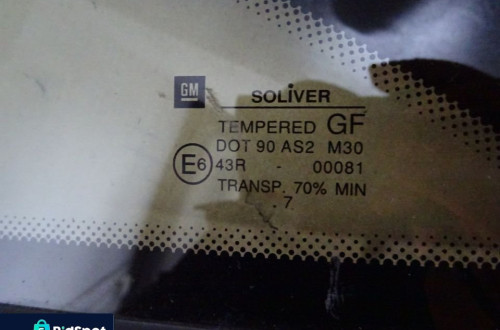 GM
SOLIVER
TEMPERED GF
DOT 90 AS2 M30
E6 43R - 00081
TRANSP. 70% MIN
. 7
BidSpot